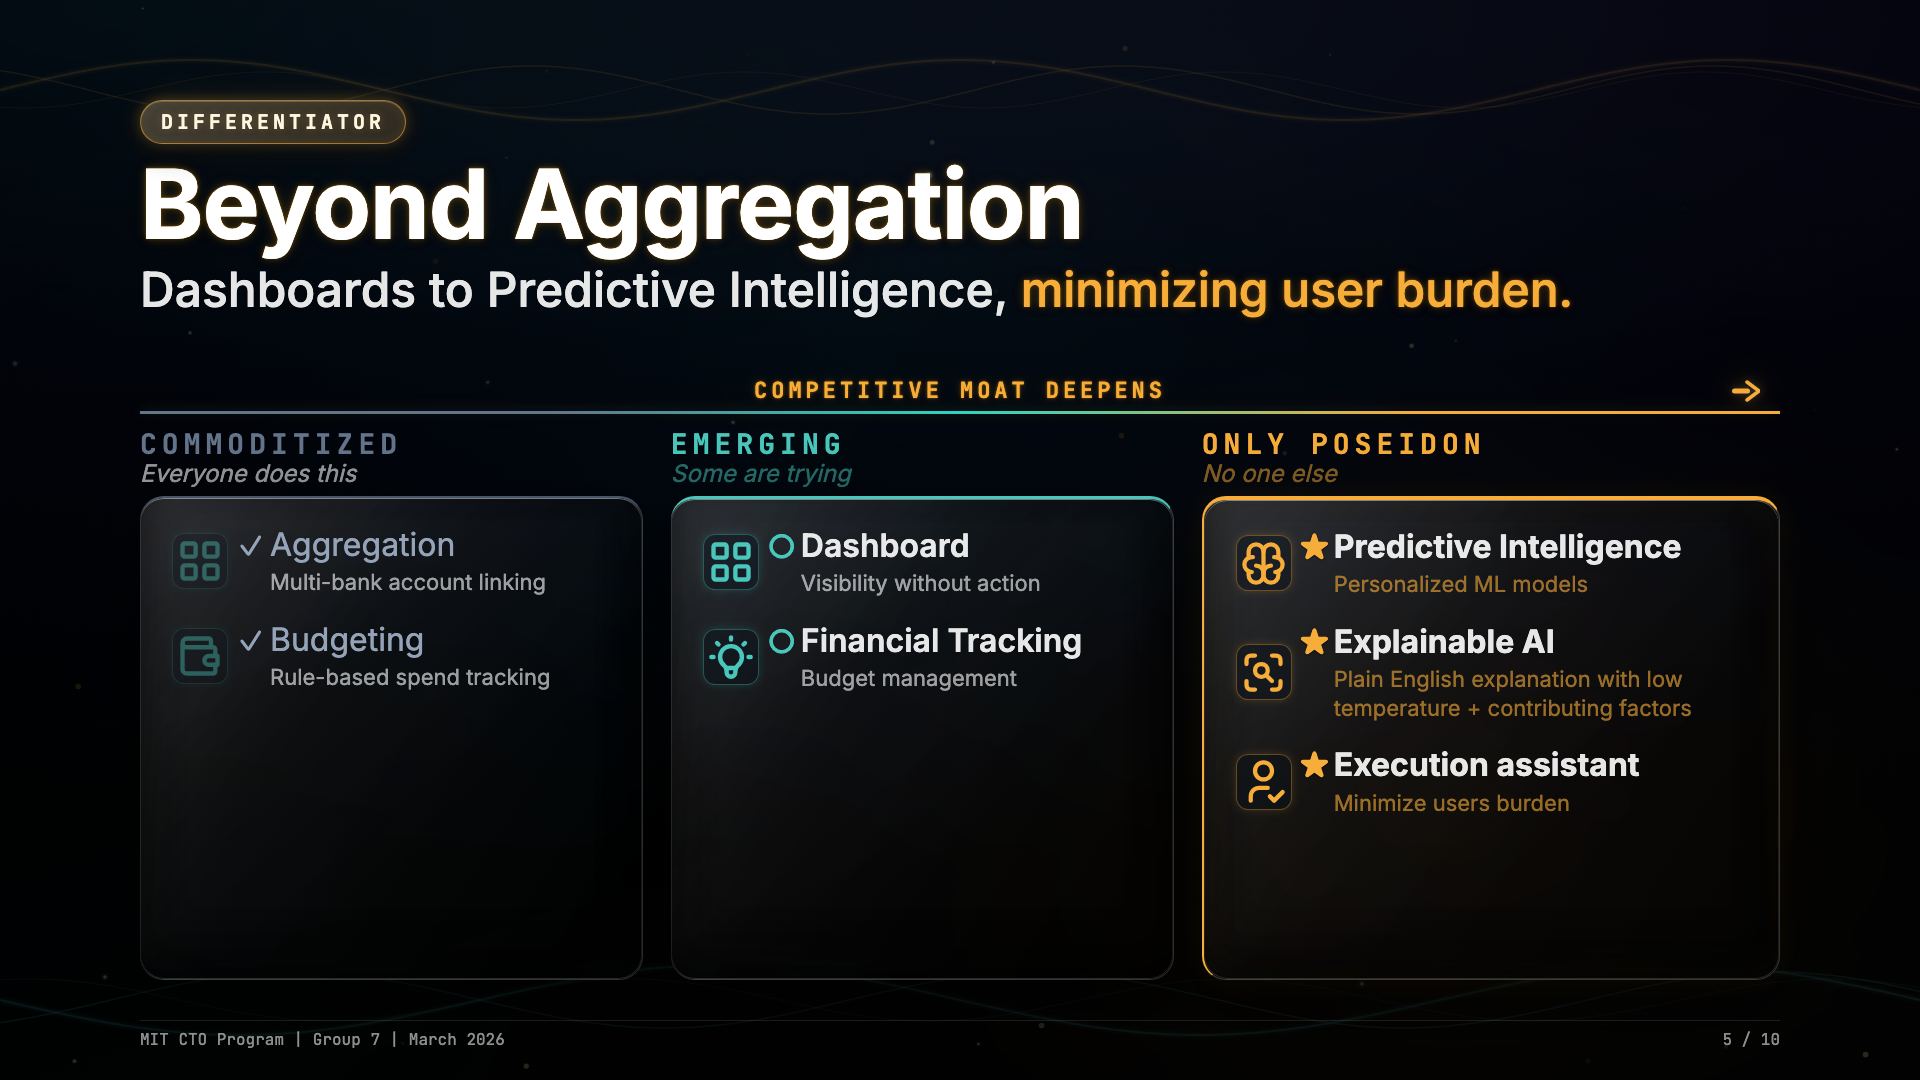 DIFFERENTIATOR
Beyond Aggregation
Dashboards to Predictive Intelligence, minimizing user burden.
COMPETITIVE MOAT DEEPENS
COMMODITIZED
Everyone does this
Aggregation
Multi-bank account linking
Budgeting
Rule-based spend tracking
EMERGING
Some are trying
Dashboard
Visibility without action
Financial Tracking
Budget management
ONLY POSEIDON
No one else
Predictive Intelligence
Personalized ML models
Explainable AI
Plain English explanation with low
temperature + contributing factors
Execution assistant
Minimize users burden
MIT CTO Program | Group 7 | March 2026
5 / 10